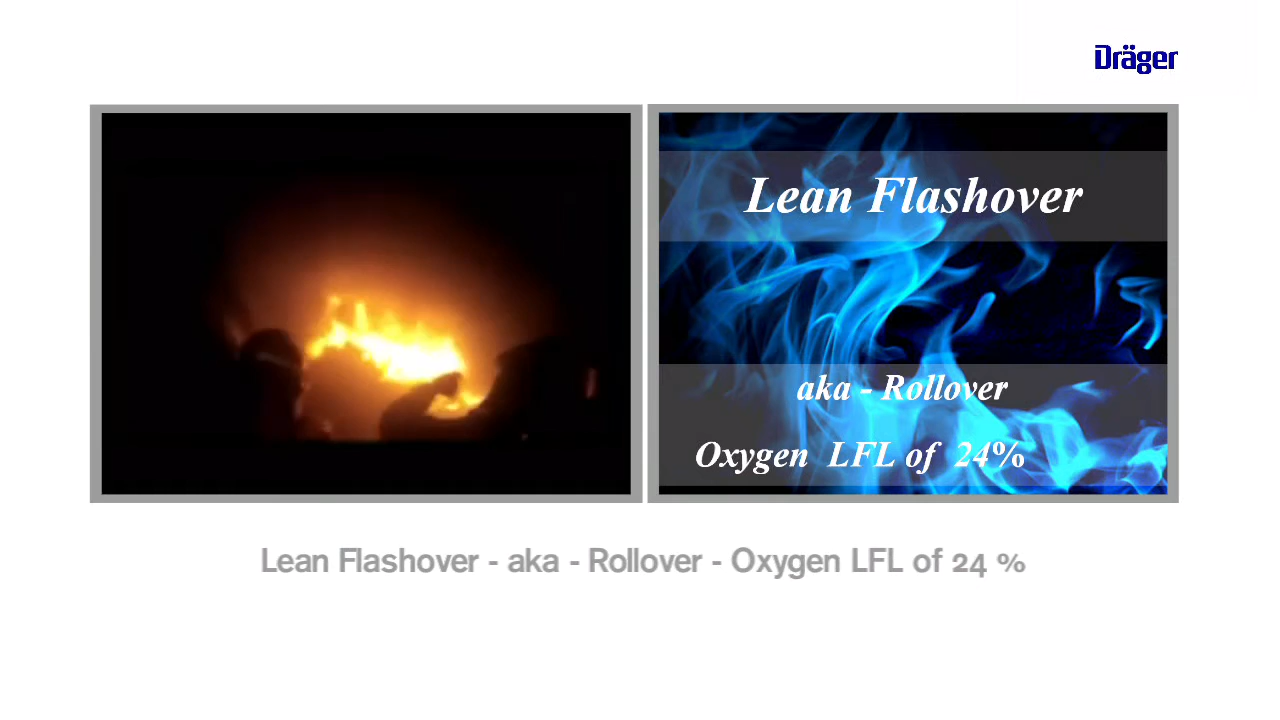 Dräger
Lean Flashover
aka - Rollover
Oxygen LFL of 24%
Lean Flashover - aka - Rollover - Oxygen LFL of 24 %